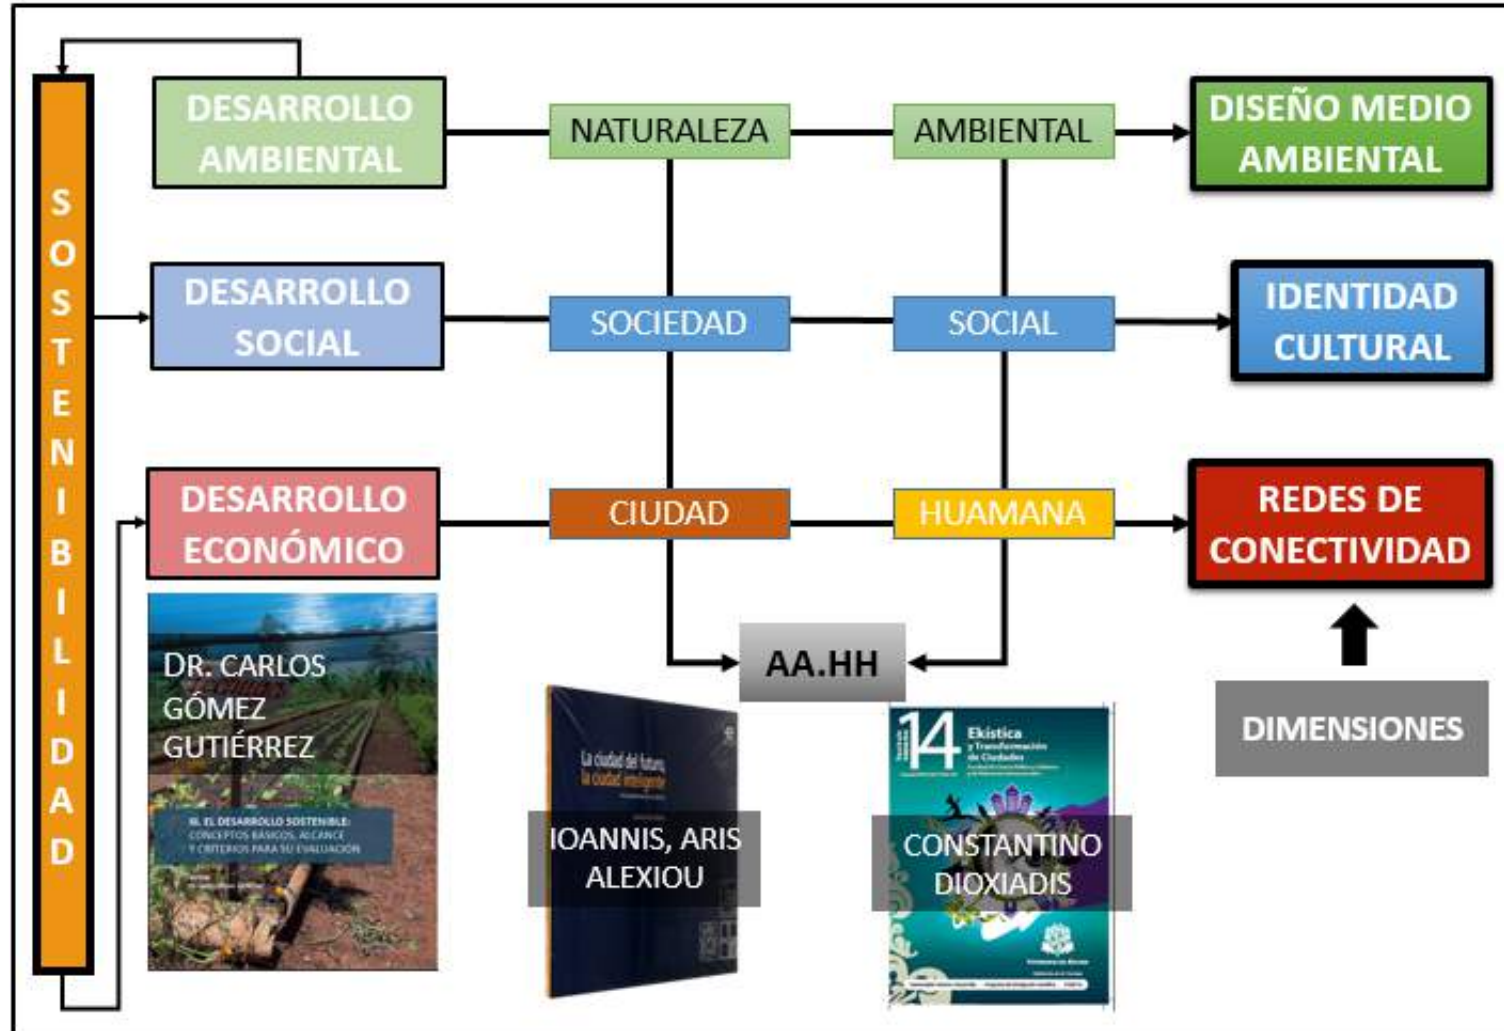 SOSTENIBILIDAD
DESARROLLO
AMBIENTAL
NATURALEZA
AMBIENTAL
DISEÑO MEDIO
AMBIENTAL
DESARROLLO
SOCIAL
SOCIEDAD
SOCIAL
IDENTIDAD
CULTURAL
DESARROLLO
ECONÓMICO
CIUDAD
HUAMANA
REDES DE
CONECTIVIDAD
AA.HH
DIMENSIONES
DR. CARLOS
GÓMEZ
GUTIÉRREZ
III. EL DESARROLLO SOSTENIBLE:
CONCEPTOS BÁSICOS, ALCANCE
Y CRITERIOS PARA SU EVALUACIÓN
La ciudad del futuro,
la ciudad inteligente
IOANNIS, ARIS
ALEXIOU
14
Ekística
y Transformación
de Ciudades
CONSTANTINO
DIOXIADIS